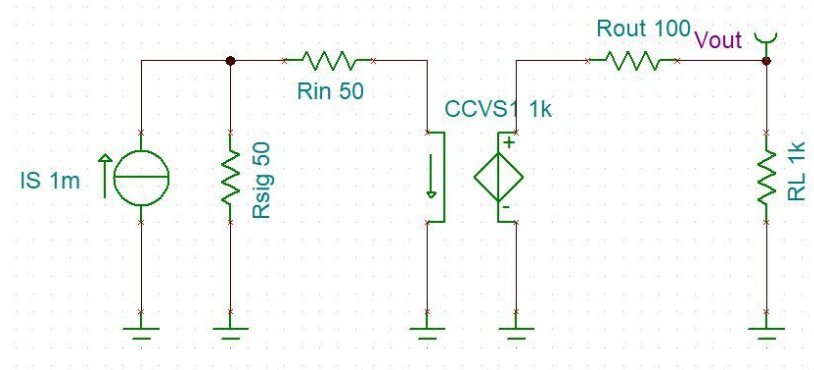 Rout 100
Vout
Rin 50
CCVS1 1k
IS 1m
Rsig 50
RL 1k
+
-